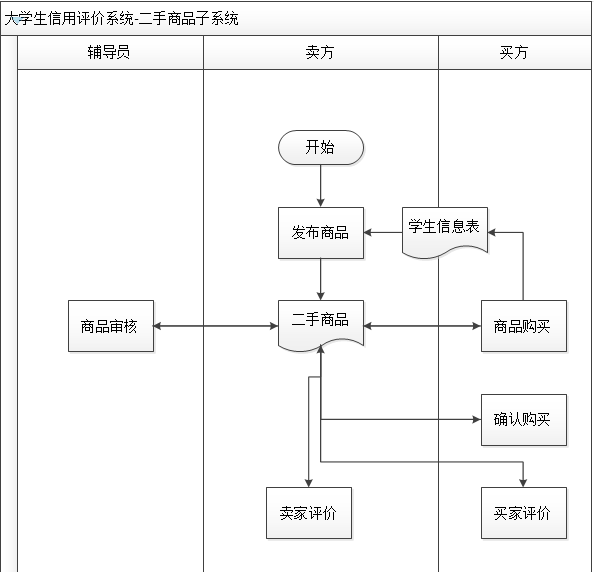 大学生信用评价系统-二手商品子系统
辅导员
卖方
买方
开始
发布商品
学生信息表
商品审核
二手商品
商品购买
确认购买
卖家评价
买家评价